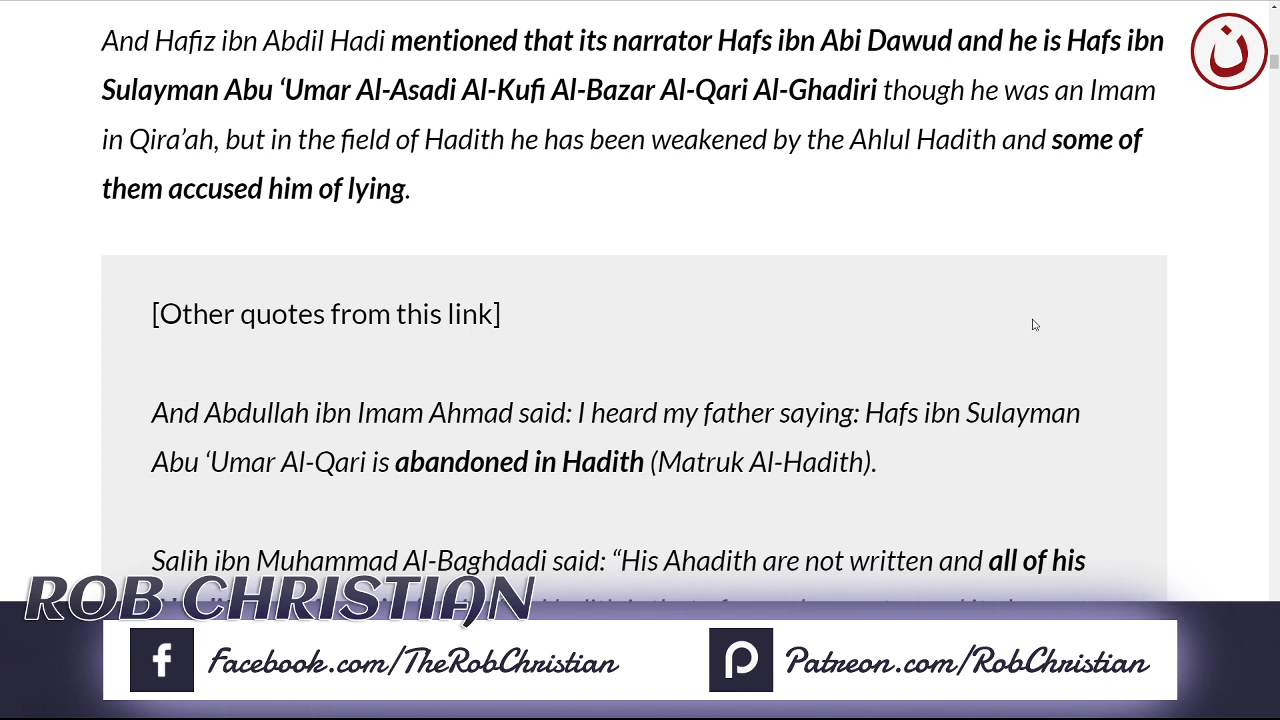 And Hafiz ibn Abdil Hadi mentioned that its narrator Hafs ibn Abi Dawud and he is Hafs ibn
Sulayman Abu ‘Umar Al-Asadi Al-Kufi Al-Bazar Al-Qari Al-Ghadiri though he was an Imam
in Qira’ah, but in the field of Hadith he has been weakened by the Ahlul Hadith and some of
them accused him of lying.
ن
[Other quotes from this link]
And Abdullah ibn Imam Ahmad said: I heard my father saying: Hafs ibn Sulayman
Abu ‘Umar Al-Qari is abandoned in Hadith (Matruk Al-Hadith).
Salih ibn Muhammad Al-Baghdadi said: “His Ahadith are not written and all of his
ROB CHRISTIAN
Facebook.com/TheRobChristian
Patreon.com/RobChristian